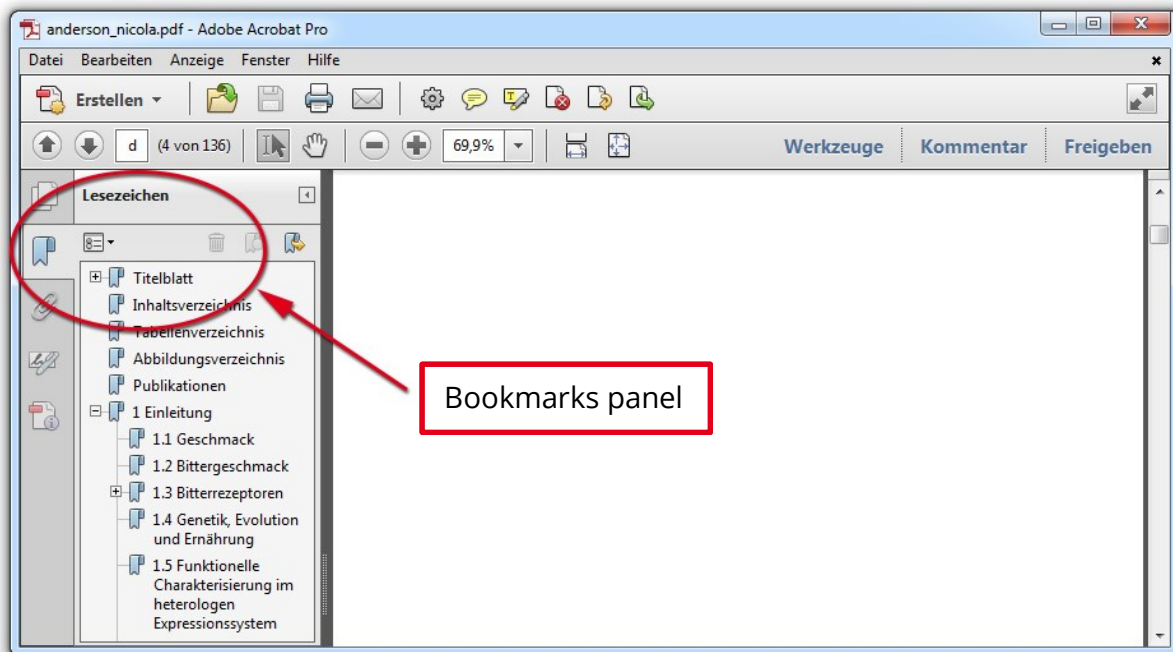 anderson_nicola.pdf - Adobe Acrobat Pro
Datei Bearbeiten Anzeige Fenster Hilfe
Erstellen
d (4 von 136) 69,9% Werkzeuge Kommentar Freigeben
Lesezeichen
Titelblatt
Inhaltsverzeichnis
Tabellenverzeichnis
Abbildungsverzeichnis
Publikationen
1 Einleitung
1.1 Geschmack
1.2 Bittergeschmack
1.3 Bitterrezeptoren
1.4 Genetik, Evolution
und Ernährung
1.5 Funktionelle
Charakterisierung im
heterologen
Expressionssystem
Bookmarks panel